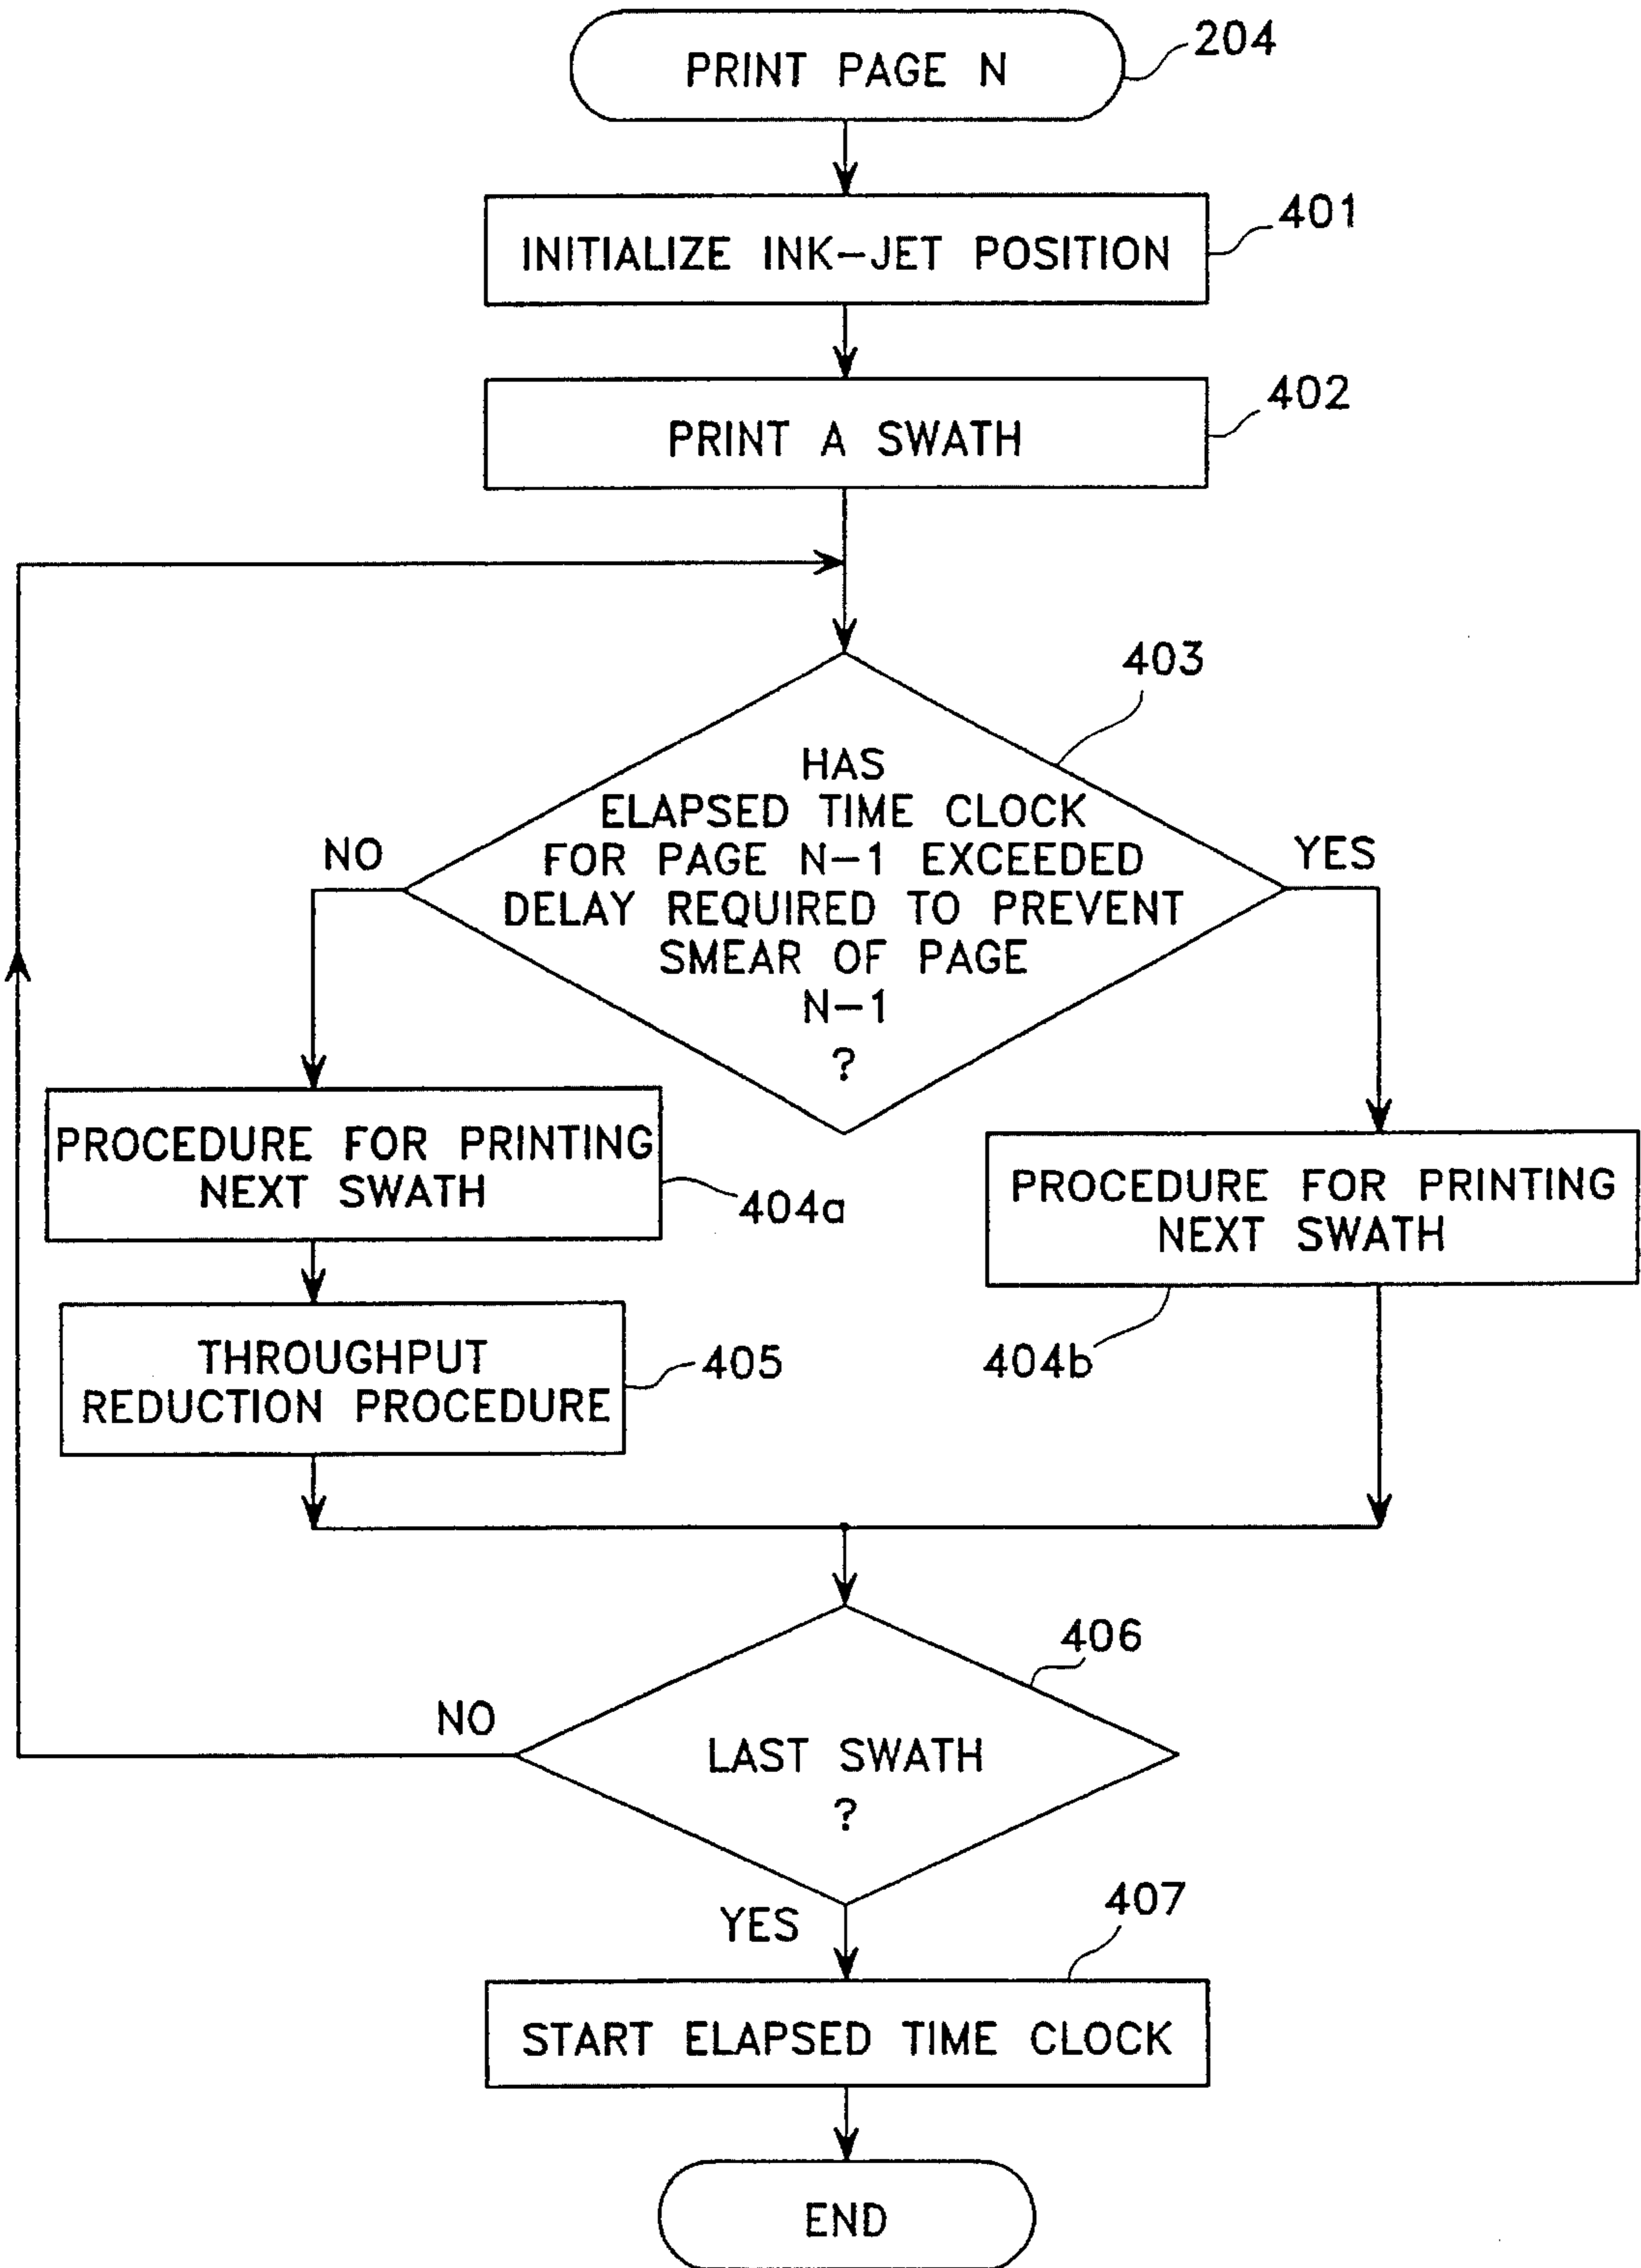 PRINT PAGE N
204
INITIALIZE INK-JET POSITION
401
PRINT A SWATH
402
403
HAS
ELAPSED TIME CLOCK
FOR PAGE N-1 EXCEEDED
DELAY REQUIRED TO PREVENT
SMEAR OF PAGE
N-1
?
NO
YES
PROCEDURE FOR PRINTING
NEXT SWATH
404a
PROCEDURE FOR PRINTING
NEXT SWATH
404b
THROUGHPUT
REDUCTION PROCEDURE
405
406
LAST SWATH
?
NO
YES
407
START ELAPSED TIME CLOCK
END